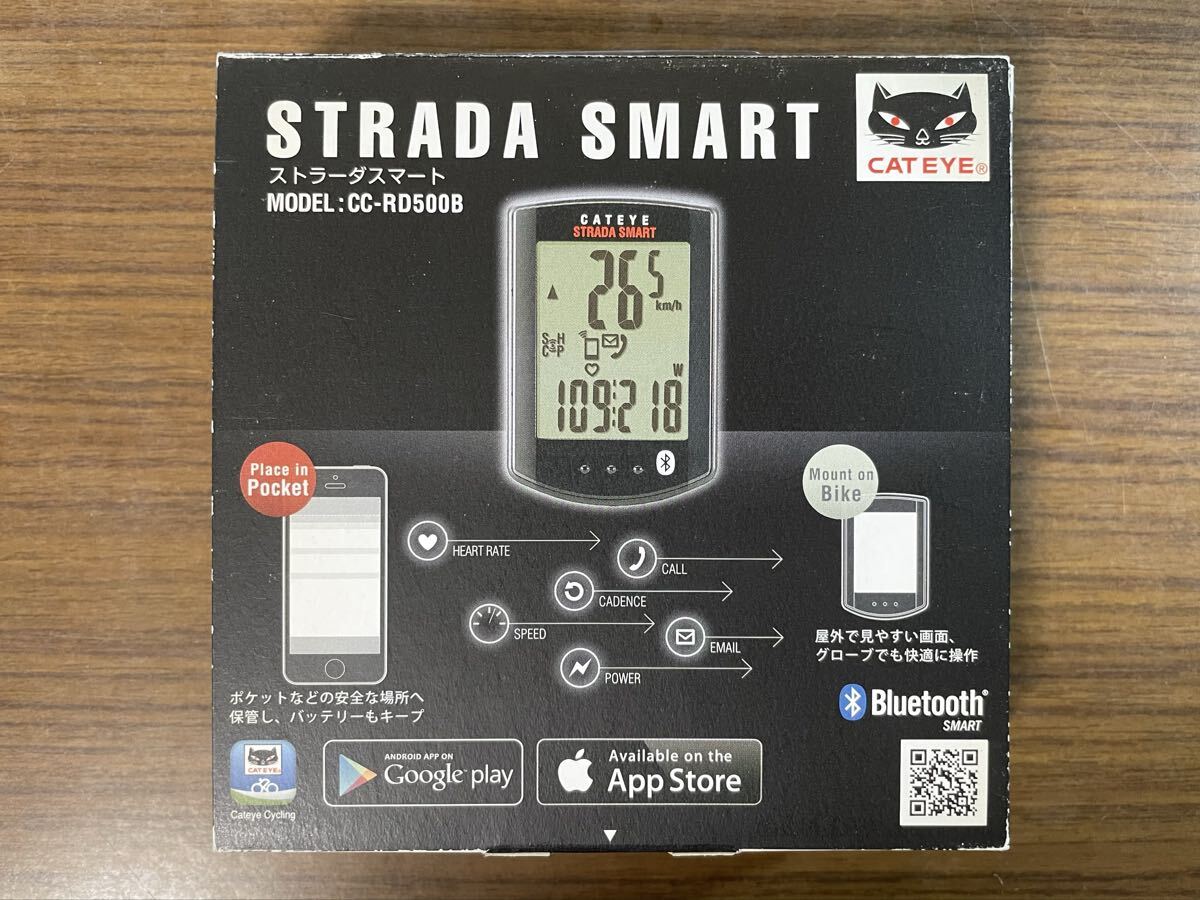 STRADA SMART
ストラーダスマート
MODEL:CC-RD500B
CATEYE®
CATEYE
STRADA SMART
26 5
km/h
S H
C P
W
109:218
Place in
Pocket
Mount on
Bike
HEART RATE
CALL
CADENCE
SPEED
EMAIL
POWER
屋外で見やすい画面、
グローブでも快適に操作
ポケットなどの安全な場所へ
保管し、バッテリーもキープ
Bluetooth®
SMART
CATEYE
Cateye Cycling
ANDROID APP ON
Google play
Available on the
App Store